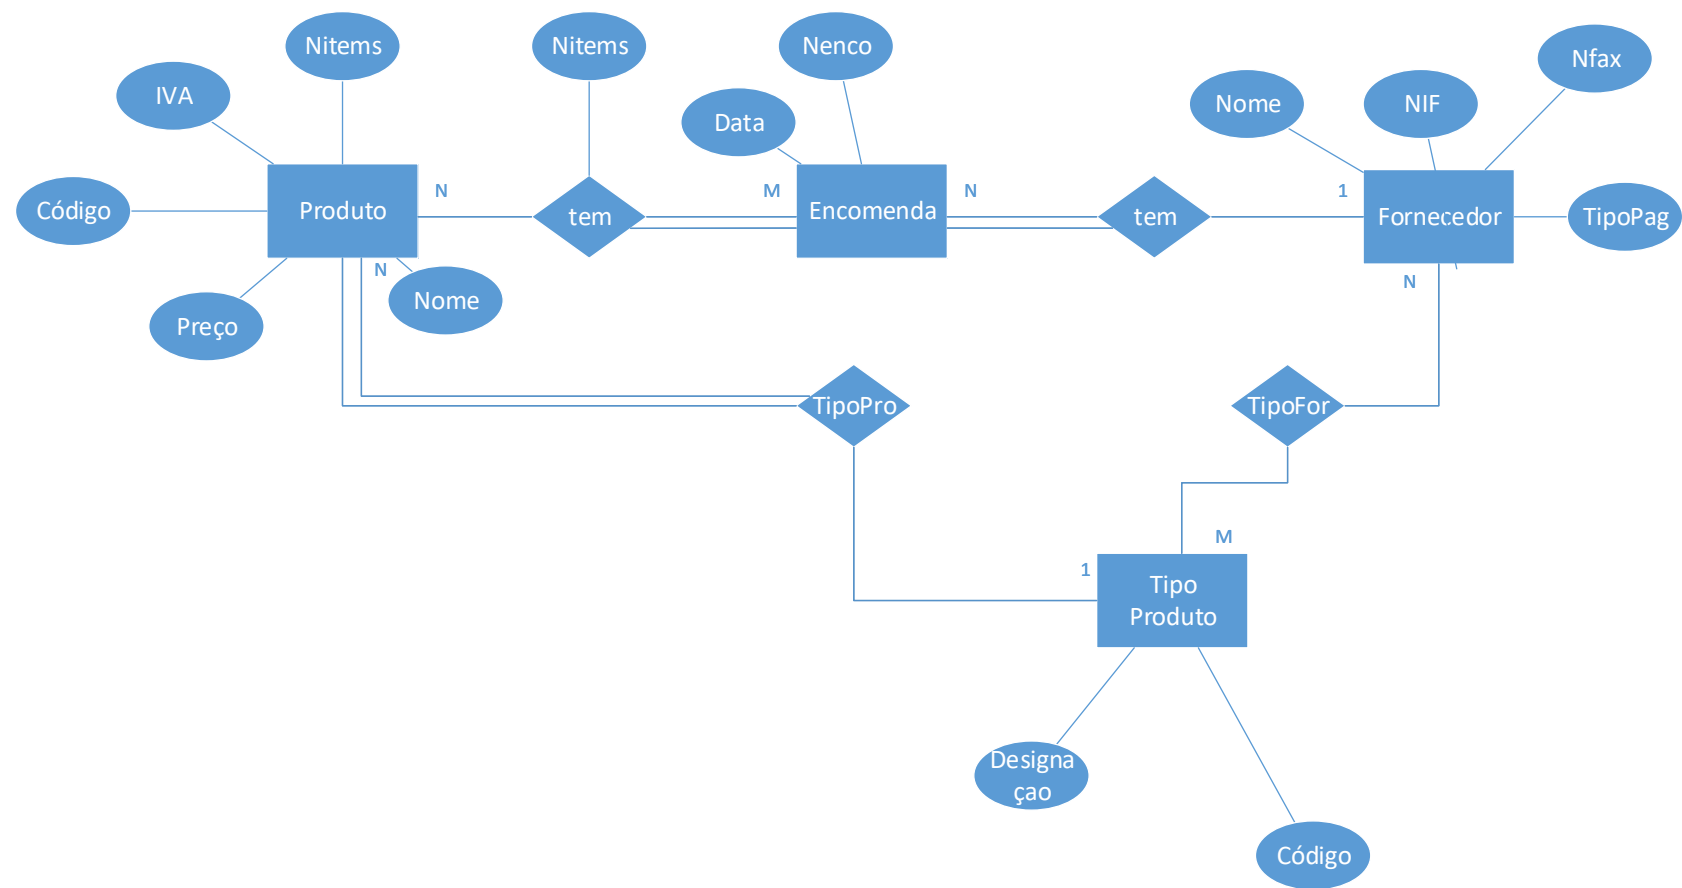 Nitems
Nitems
Nenco
Nfax
IVA
Nome
NIF
Data
Código
Produto
N
tem
M
Encomenda
N
tem
1
Fornecedor
TipoPag
N
Nome
N
Preço
TipoPro
TipoFor
M
1
Tipo
Produto
Designa
çao
Código